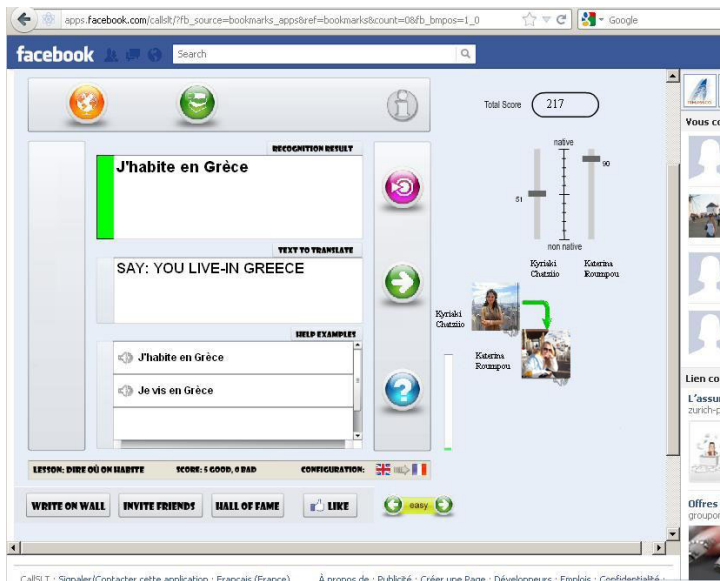 apps.facebook.com/callslt/?fb_source=bookmarks_apps&ref=bookmarks&count=0&fb_bmpos=1_0
Google
facebook
Search
Total Score
217
Vous co
RECOGNITION RESULT
J'habite en Grèce
native
90
51
non native
Kyriaki Chatziio
Katerina Roumpou
TEXT TO TRANSLATE
SAY: YOU LIVE-IN GREECE
Kyriaki
Chatziio
HELP EXAMPLES
J'habite en Grèce
Katerina
Roumpou
Je vis en Grèce
Lien co
L'assur
zurich-p
LESSON: DIRE OÙ ON HABITE SCORE: 5 GOOD, 0 BAD CONFIGURATION:
WRITE ON WALL INVITE FRIENDS HALL OF FAME LIKE easy
Offres
groupon
CallSLT · Signaler/Contacter cette application · Français (France) À propos de · Publicité · Créer une Page · Développeurs · Emplois · Confidentialité ·